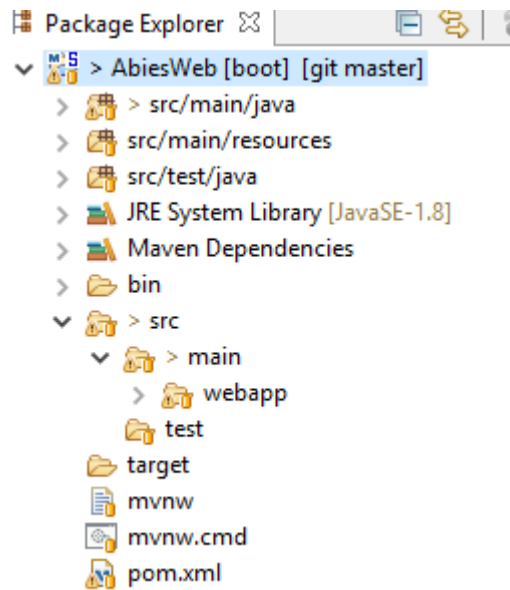 Package Explorer
> AbiesWeb [boot] [git master]
> src/main/java
src/main/resources
src/test/java
JRE System Library [JavaSE-1.8]
Maven Dependencies
bin
> src
> main
webapp
test
target
mvnw
mvnw.cmd
pom.xml